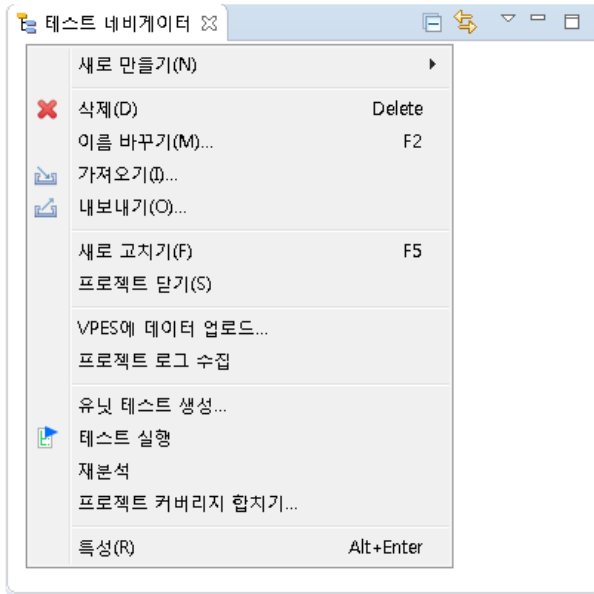 테스트 네비게이터
새로 만들기(N)
삭제(D) Delete
이름 바꾸기(M)... F2
가져오기(I)...
내보내기(O)...
새로 고치기(F) F5
프로젝트 닫기(S)
VPES에 데이터 업로드...
프로젝트 로그 수집
유닛 테스트 생성...
테스트 실행
재분석
프로젝트 커버리지 합치기...
특성(R) Alt+Enter